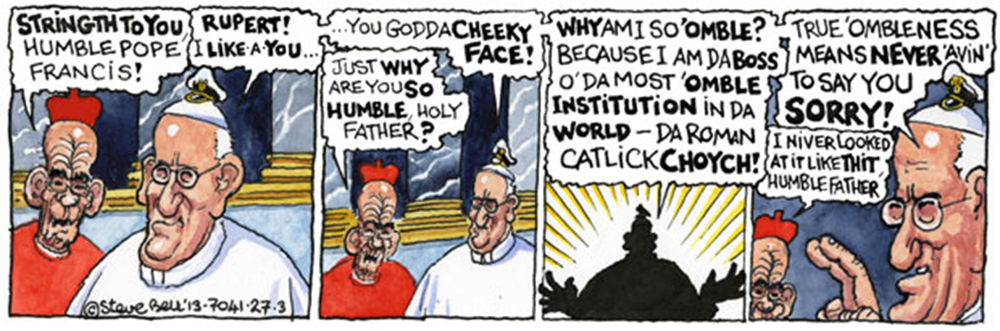 STRINGTH TO YOU
HUMBLE POPE
FRANCIS!
RUPERT!
I LIKE·A·YOU...
©Steve Bell '13-7041-27.3
...YOU GODDA CHEEKY
FACE!
JUST WHY
ARE YOU SO
HUMBLE, HOLY
FATHER?
WHY AM I SO 'OMBLE?
BECAUSE I AM DA BOSS
O' DA MOST 'OMBLE
INSTITUTION IN DA
WORLD – DA ROMAN
CATLICK CHOYCH!
TRUE 'OMBLENESS
MEANS NEVER 'AVIN'
TO SAY YOU
SORRY!
I NIVER LOOKED
AT IT LIKE THIT,
HUMBLE FATHER